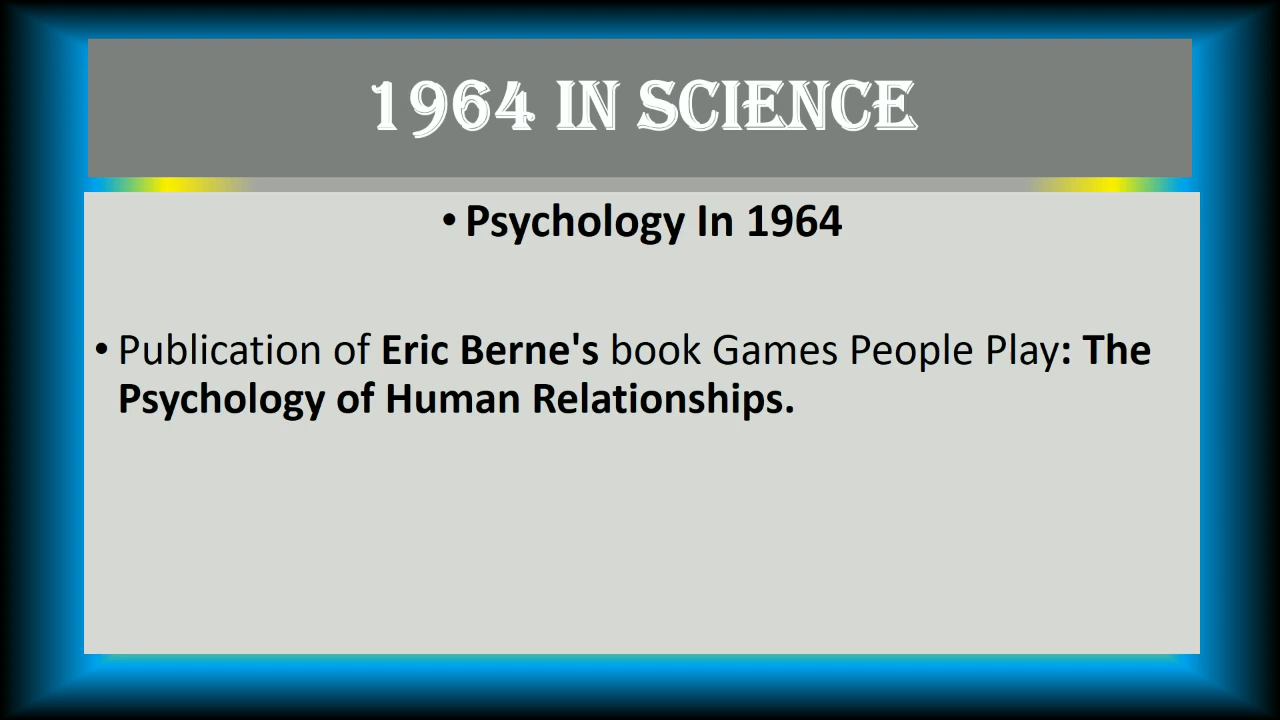 1964 IN SCIENCE
• Psychology In 1964
• Publication of Eric Berne's book Games People Play: The
Psychology of Human Relationships.